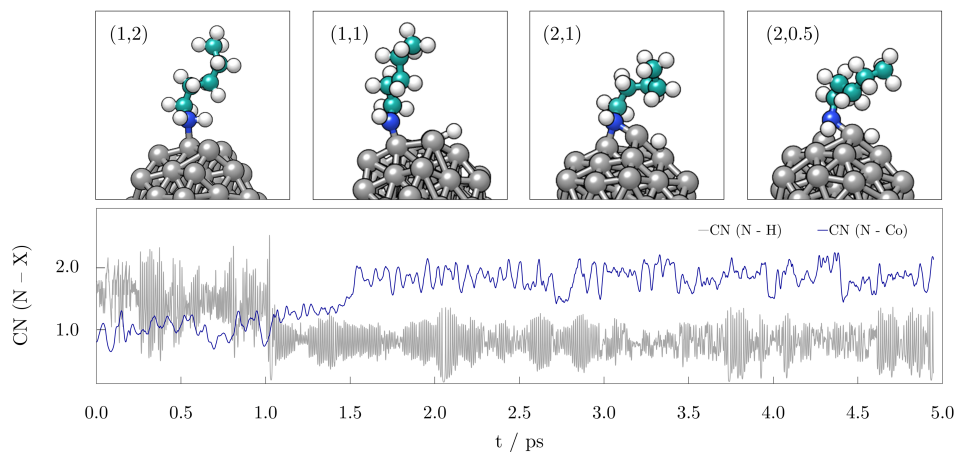 (1,2)
(1,1)
(2,1)
(2,0.5)
CN (N - H)
CN (N - Co)
CN (N – X)
2.0
1.0
0.0 0.5 1.0 1.5 2.0 2.5 3.0 3.5 4.0 4.5 5.0
t / ps